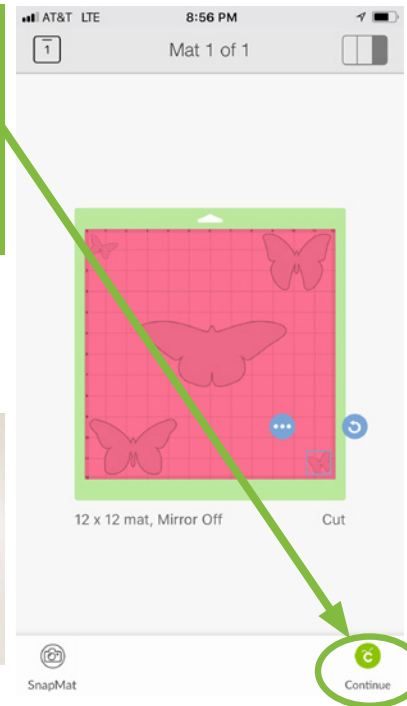 AT&T LTE 8:56 PM
1 Mat 1 of 1
12 x 12 mat, Mirror Off Cut
SnapMat Continue